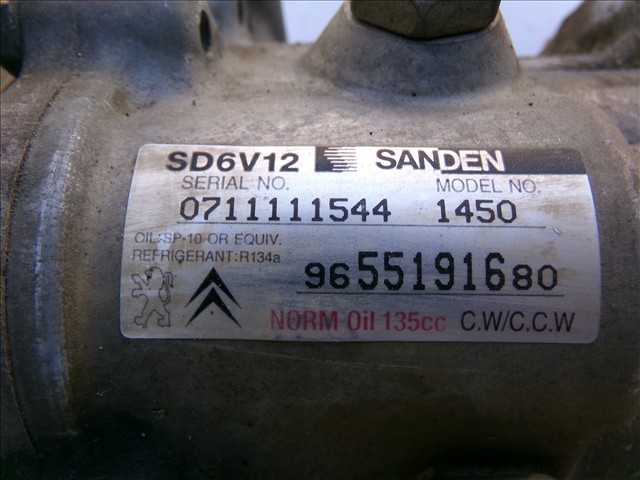 SD6V12 SANDEN
SERIAL NO. MODEL NO.
0711111544 1450
OIL:SP-10 OR EQUIV.
REFRIGERANT:R134a
9655191680
NORM Oil 135cc C.W/C.C.W